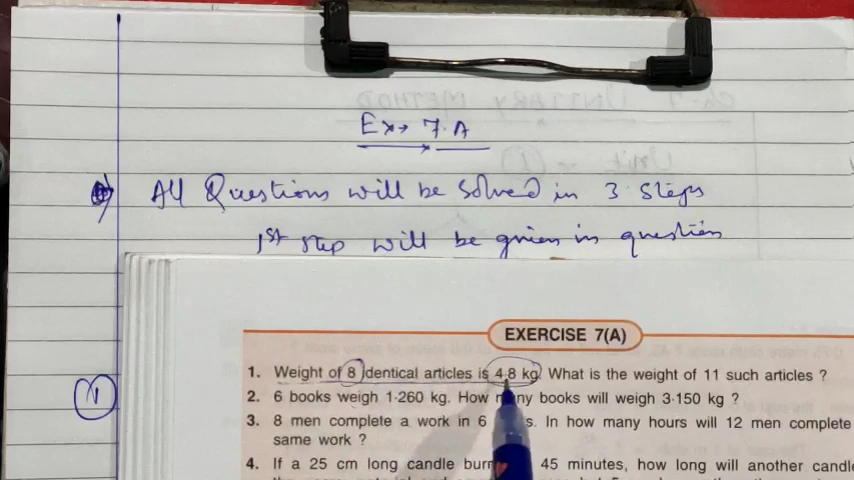 Ex→ 7.A
All Questions will be solved in 3 steps
1st step will be given in question
EXERCISE 7(A)
1. Weight of 8 identical articles is 4·8 kg. What is the weight of 11 such articles ?
2. 6 books weigh 1·260 kg. How many books will weigh 3·150 kg ?
3. 8 men complete a work in 6 s. In how many hours will 12 men complete
same work ?
4. If a 25 cm long candle burn 45 minutes, how long will another candle